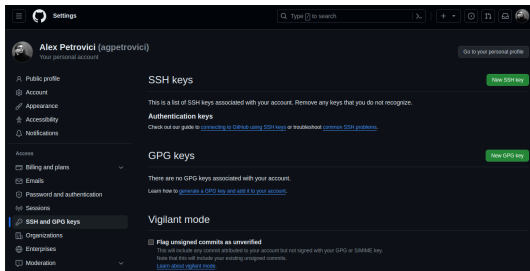 Settings
Type / to search
Alex Petrovici (agpetrovici)
Your personal account
Go to your personal profile
Public profile
Account
Appearance
Accessibility
Notifications
Access
Billing and plans
Emails
Password and authentication
Sessions
SSH and GPG keys
Organizations
Enterprises
Moderation
SSH keys
New SSH key
This is a list of SSH keys associated with your account. Remove any keys that you do not recognize.
Authentication keys
Check out our guide to connecting to GitHub using SSH keys or troubleshoot common SSH problems.
GPG keys
New GPG key
There are no GPG keys associated with your account.
Learn how to generate a GPG key and add it to your account.
Vigilant mode
Flag unsigned commits as unverified
This will include any commit attributed to your account but not signed with your GPG or S/MIME key.
Note that this will include your existing unsigned commits.
Learn about vigilant mode.